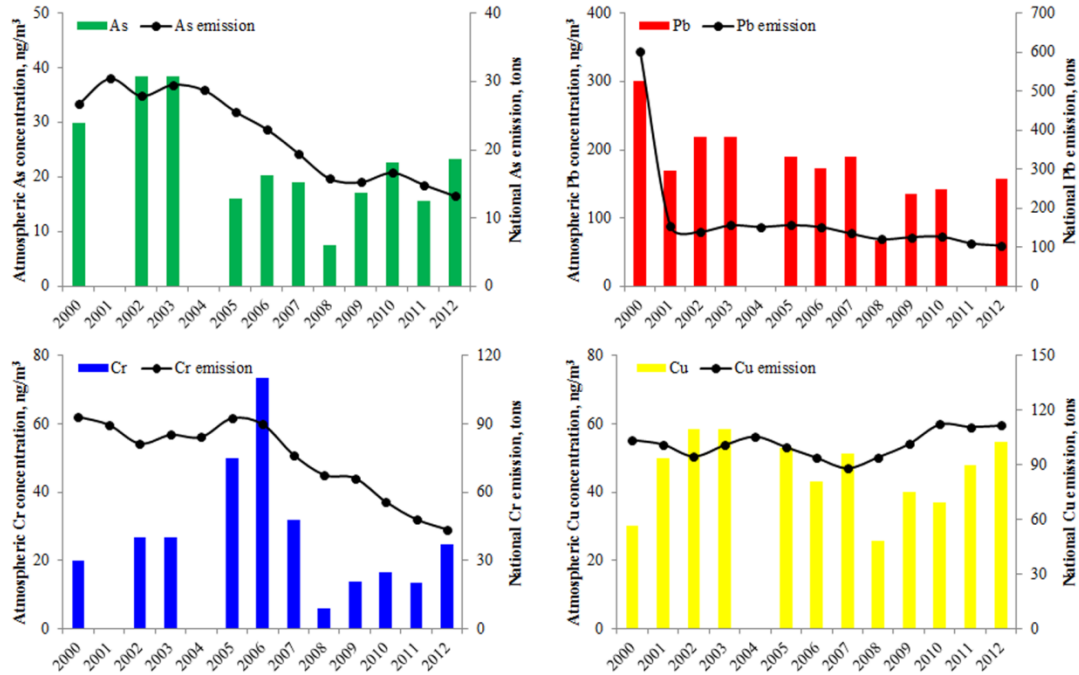 As As emission
Atmospheric As concentration, ng/m³
50
40
30
20
10
0
40
30
20
10
0
National As emission, tons
2000 2001 2002 2003 2004 2005 2006 2007 2008 2009 2010 2011 2012
Pb Pb emission
Atmospheric Pb concentration, ng/m³
400
300
200
100
0
700
600
500
400
300
200
100
0
National Pb emission, tons
2000 2001 2002 2003 2004 2005 2006 2007 2008 2009 2010 2011 2012
Cr Cr emission
Atmospheric Cr concentration, ng/m³
80
60
40
20
0
120
90
60
30
0
National Cr emission, tons
2000 2001 2002 2003 2004 2005 2006 2007 2008 2009 2010 2011 2012
Cu Cu emission
Atmospheric Cu concentration, ng/m³
80
60
40
20
0
150
120
90
60
30
0
National Cu emission, tons
2000 2001 2002 2003 2004 2005 2006 2007 2008 2009 2010 2011 2012